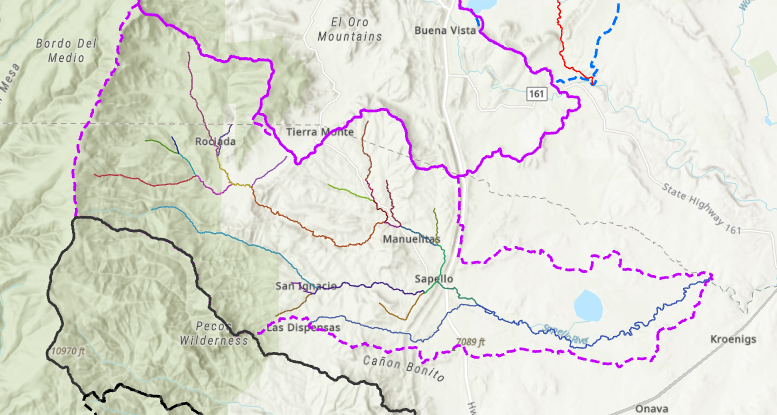 El Oro
Mountains
Buena Vista
Bordo Del
Medio
Mesa
161
Tierra Monte
Rociada
State Highway 161
Manuelitas
Sapello
San Ignacio
Las Dispensas
Pecos
Wilderness
10970 ft
7089 ft
Kroenigs
Cañon Bonito
Onava